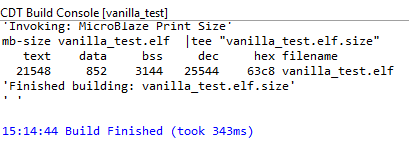 CDT Build Console [vanilla_test]
'Invoking: MicroBlaze Print Size'
mb-size vanilla_test.elf  |tee "vanilla_test.elf.size"
   text    data     bss     dec     hex filename
  21548     852    3144   25544    63c8 vanilla_test.elf
'Finished building: vanilla_test.elf.size'
' '
15:14:44 Build Finished (took 343ms)